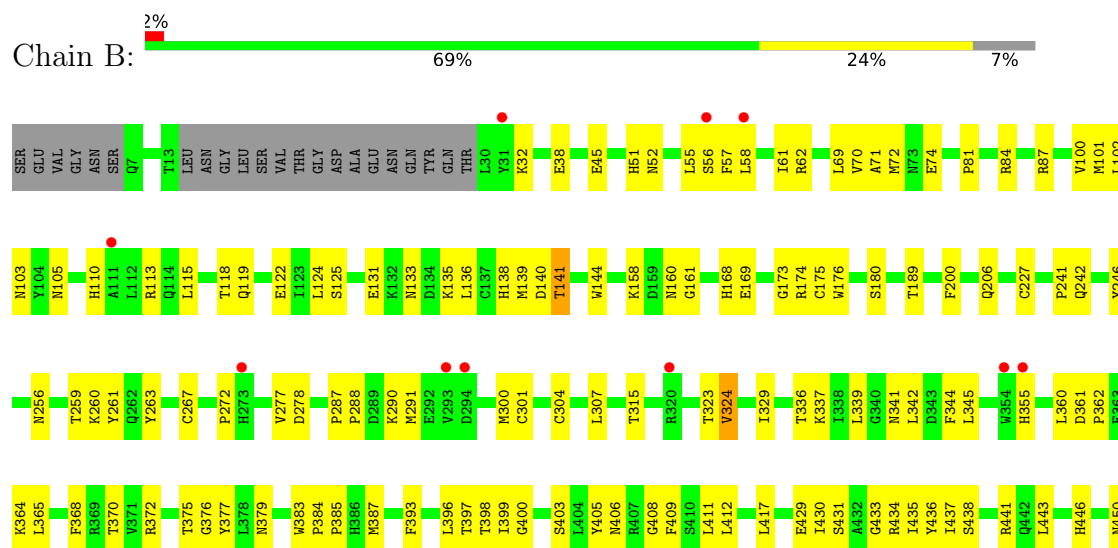 2%
Chain B:
69% 24% 7%
SER GLU VAL GLY ASN SER Q7 T13 LEU ASN GLY LEU SER VAL THR GLY ASP ALA GLU ASN GLN TYR GLN THR L30 Y31 K32 E38 E45 H51 N52 L55 S56 F57 L58 I61 R62 L69 V70 A71 M72 N73 E74 P81 R84 R87 V100 M101 L102
N103 Y104 N105 H110 A111 L112 R113 Q114 L115 T118 Q119 E122 I123 L124 S125 E131 K132 N133 D134 K135 L136 C137 H138 M139 D140 T141 W144 K158 D159 N160 G161 H168 E169 G173 R174 C175 W176 S180 T189 F200 Q206 C227 P241 Q242 Y246
N256 T259 K260 Y261 Q262 Y263 C267 P272 H273 V277 D278 P287 P288 D289 K290 M291 E292 V293 D294 M300 C301 C304 L307 T315 R320 T323 V324 I329 T336 K337 I338 L339 G340 N341 L342 D343 F344 L345 W354 H355 L360 D361 P362
K364 L365 F368 R369 T370 V371 R372 T375 G376 Y377 L378 N379 W383 P384 P385 H386 M387 F393 L396 T397 T398 I399 G400 S403 L404 Y405 N406 R407 G408 F409 S410 L411 L412 L417 E429 I430 S431 A432 G433 R434 I435 Y436 I437 S438 R441 Q442 L443 H446